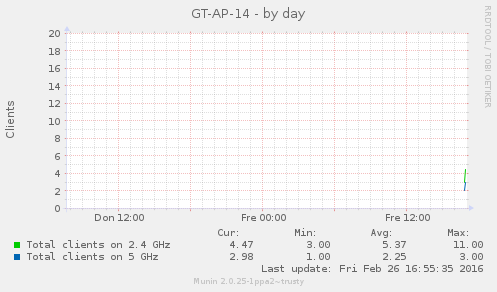 GT-AP-14 - by day
RRDTOOL / TOBI OETIKER
Clients
20
18
16
14
12
10
8
6
4
2
0
Don 12:00 Fre 00:00 Fre 12:00
Cur: Min: Avg: Max:
Total clients on 2.4 GHz 4.47 3.00 5.37 11.00
Total clients on 5 GHz 2.98 1.00 2.25 3.00
Last update: Fri Feb 26 16:55:35 2016
Munin 2.0.25-1ppa2~trusty